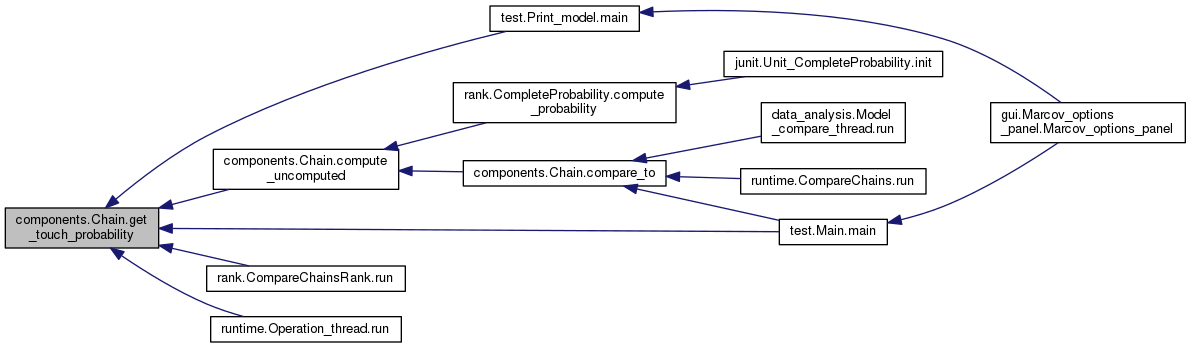 test.Print_model.main
junit.Unit_CompleteProbability.init
rank.CompleteProbability.compute
_probability
data_analysis.Model
_compare_thread.run
gui.Marcov_options
_panel.Marcov_options_panel
components.Chain.compute
_uncomputed
components.Chain.compare_to
runtime.CompareChains.run
components.Chain.get
_touch_probability
test.Main.main
rank.CompareChainsRank.run
runtime.Operation_thread.run